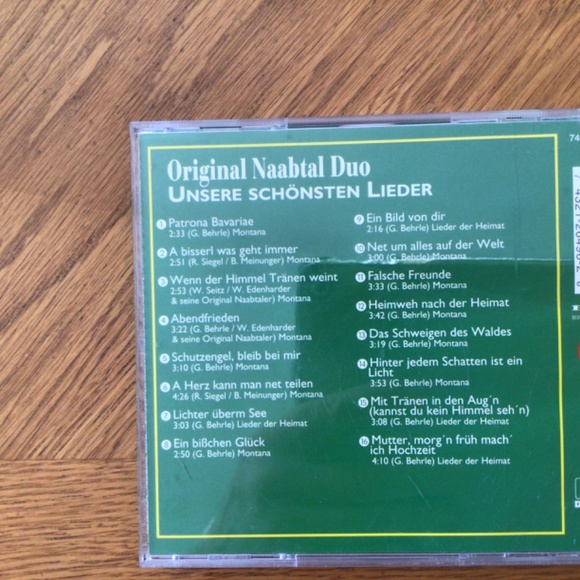 Original Naabtal Duo
UNSERE SCHÖNSTEN LIEDER
1 Patrona Bavariae
2:33 (G. Behrle) Montana
2 A bisserl was geht immer
2:51 (R. Siegel / B. Meinunger) Montana
3 Wenn der Himmel Tränen weint
2:53 (W. Seitz / W. Edenharder
& seine Original Naabtaler) Montana
4 Abendfrieden
3:22 (G. Behrle / W. Edenharder
& seine Original Naabtaler) Montana
5 Schutzengel, bleib bei mir
3:10 (G. Behrle) Montana
6 A Herz kann man net teilen
4:26 (R. Siegel / B. Meinunger) Montana
7 Lichter überm See
3:03 (G. Behrle) Lieder der Heimat
8 Ein bißchen Glück
2:50 (G. Behrle) Montana
9 Ein Bild von dir
2:16 (G. Behrle) Lieder der Heimat
10 Net um alles auf der Welt
3:00 (G. Behrle) Montana
11 Falsche Freunde
3:33 (G. Behrle) Montana
12 Heimweh nach der Heimat
3:42 (G. Behrle) Montana
13 Das Schweigen des Waldes
3:19 (G. Behrle) Montana
14 Hinter jedem Schatten ist ein
Licht
3:53 (G. Behrle) Montana
15 Mit Tränen in den Aug´n
(kannst du kein Himmel seh´n)
3:08 (G. Behrle) Lieder der Heimat
16 Mutter, morg´n früh mach´
ich Hochzeit
4:10 (G. Behrle) Lieder der Heimat
74